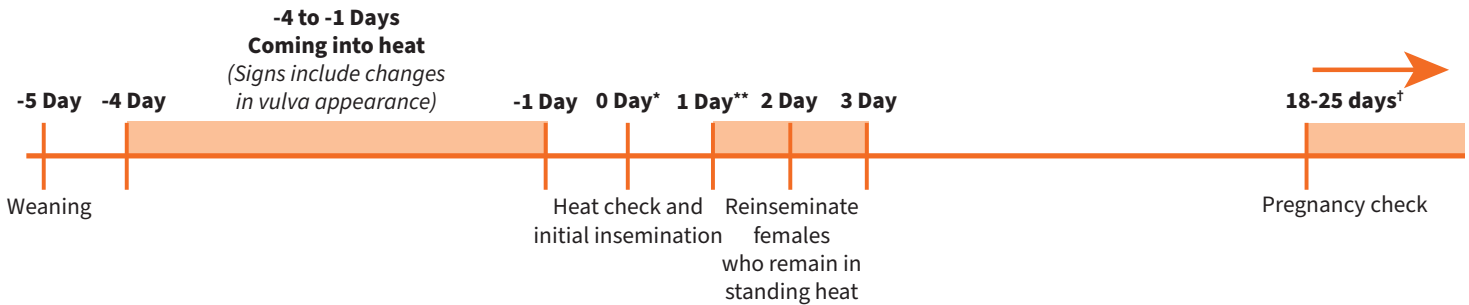 -4 to -1 Days
Coming into heat
(Signs include changes
in vulva appearance)
-5 Day
-4 Day
-1 Day
0 Day*
1 Day**
2 Day
3 Day
18-25 days†
Weaning
Heat check and
initial insemination
Reinseminate
females
who remain in
standing heat
Pregnancy check